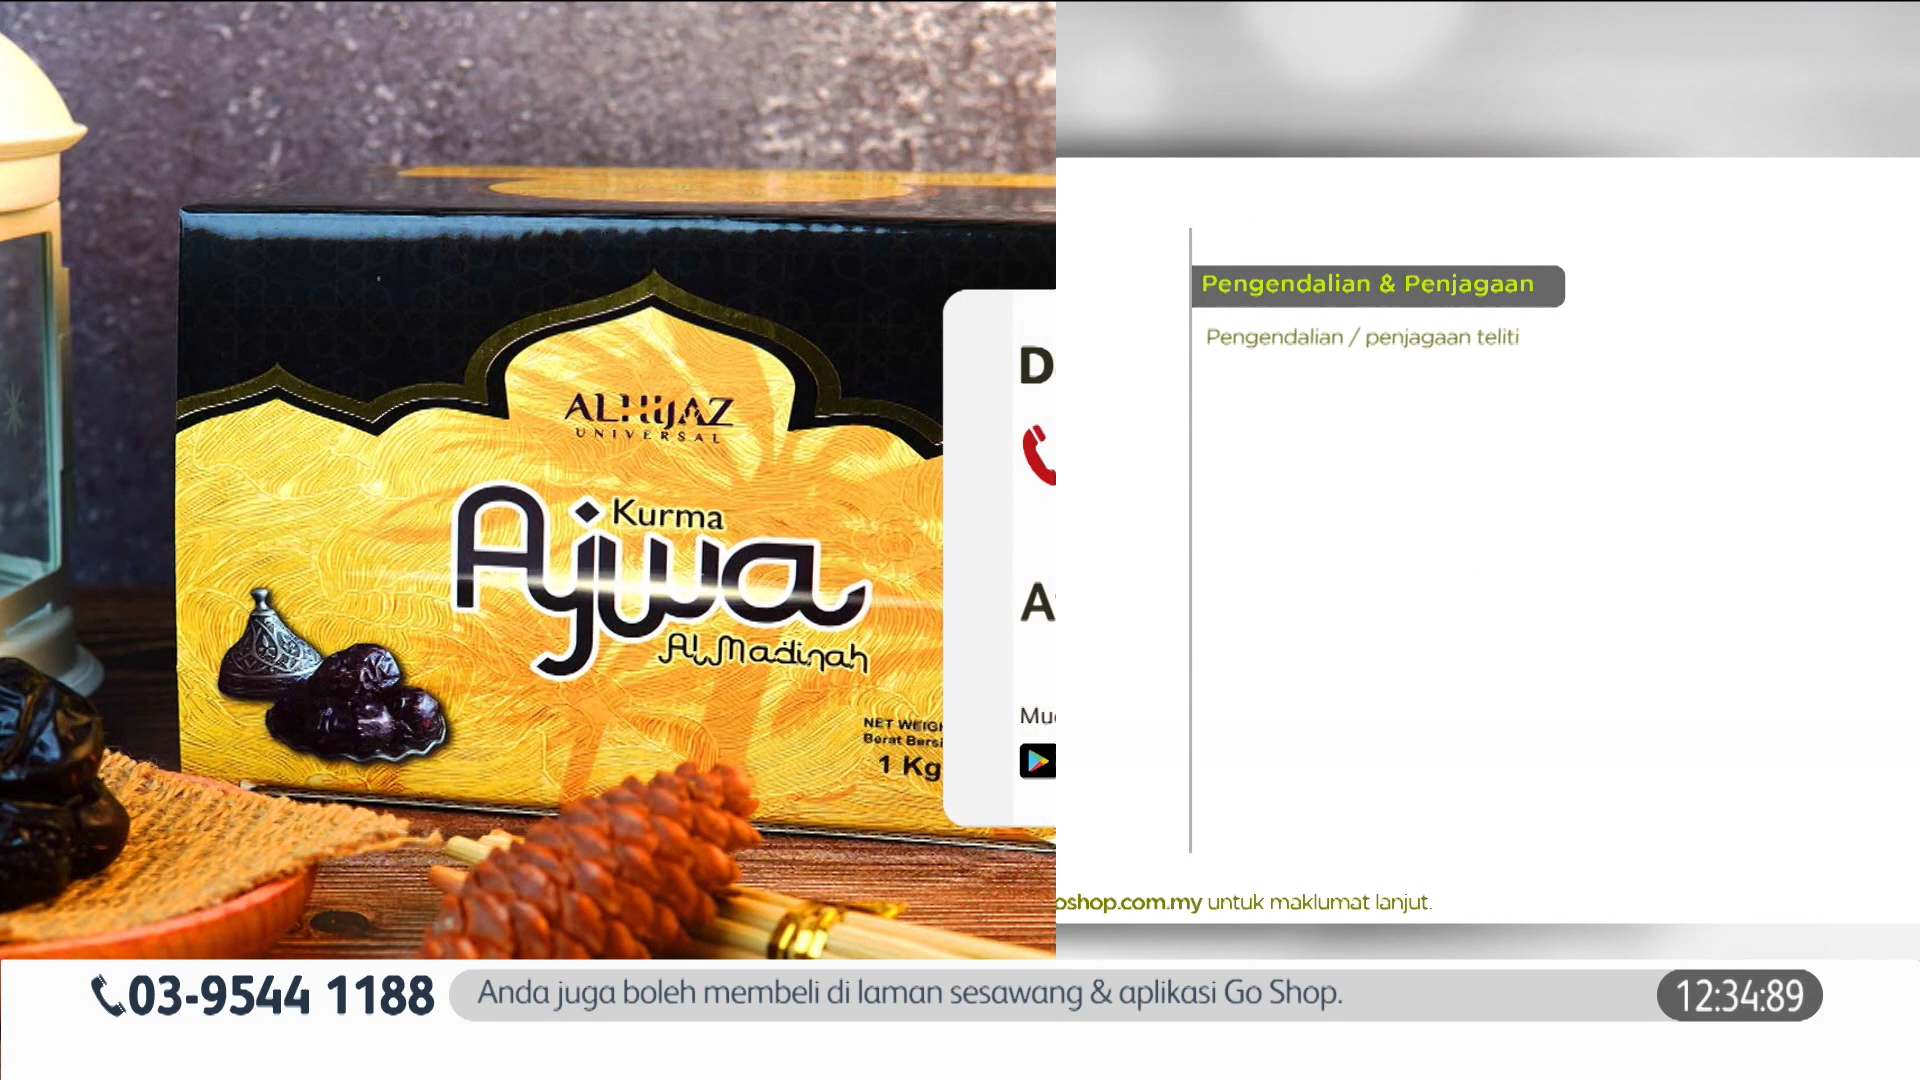 ALHijAZ
UNIVERSAL
Kurma
Ajwa
Al Madinah
NET WEIGH
Berat Bersi
1 Kg
D
A
Mu
Pengendalian & Penjagaan
Pengendalian / penjagaan teliti
oshop.com.my untuk maklumat lanjut.
03-9544 1188
Anda juga boleh membeli di laman sesawang & aplikasi Go Shop.
12:34:89